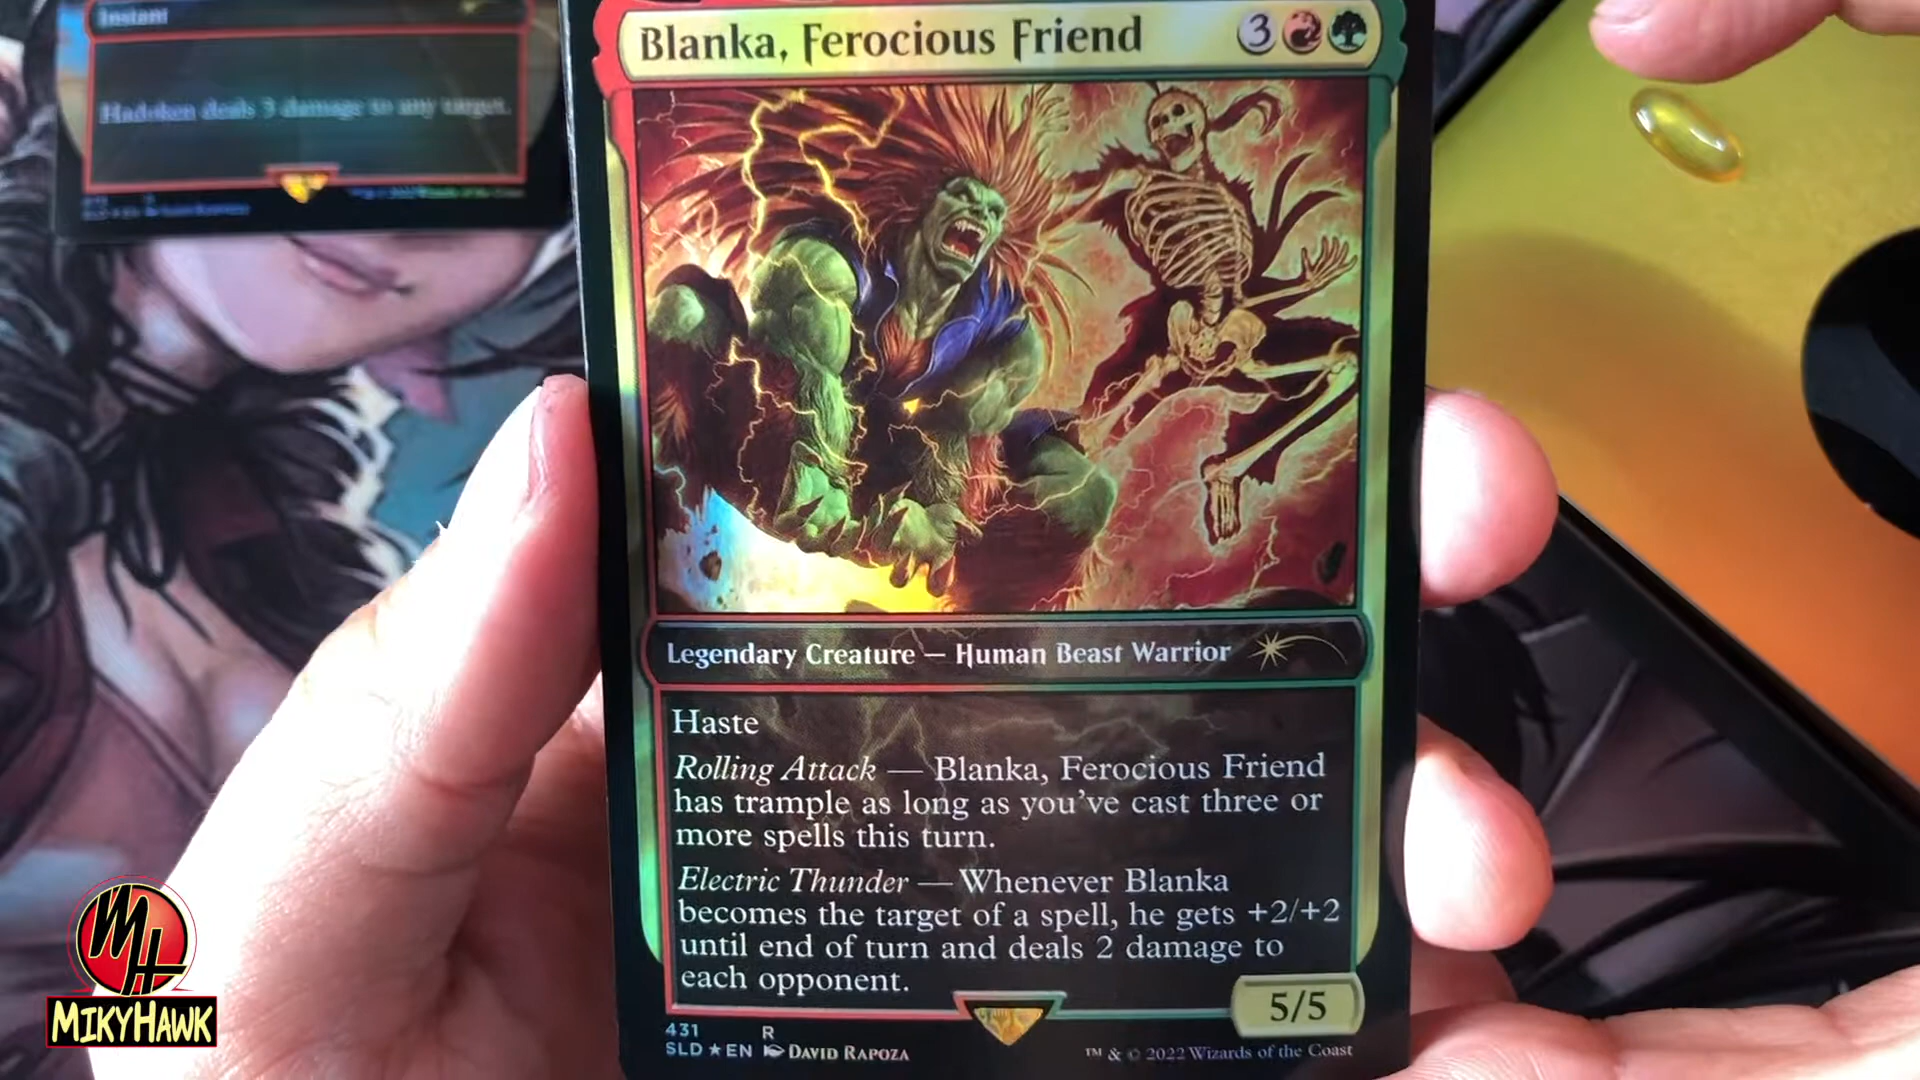 Instant
Hadoken deals 3 damage to any target.
Blanka, Ferocious Friend
3
Legendary Creature — Human Beast Warrior
Haste
Rolling Attack — Blanka, Ferocious Friend
has trample as long as you've cast three or
more spells this turn.
Electric Thunder — Whenever Blanka
becomes the target of a spell, he gets +2/+2
until end of turn and deals 2 damage to
each opponent.
5/5
431 R
SLD ★ EN David Rapoza
™ & © 2022 Wizards of the Coast
MH
MIKYHAWK